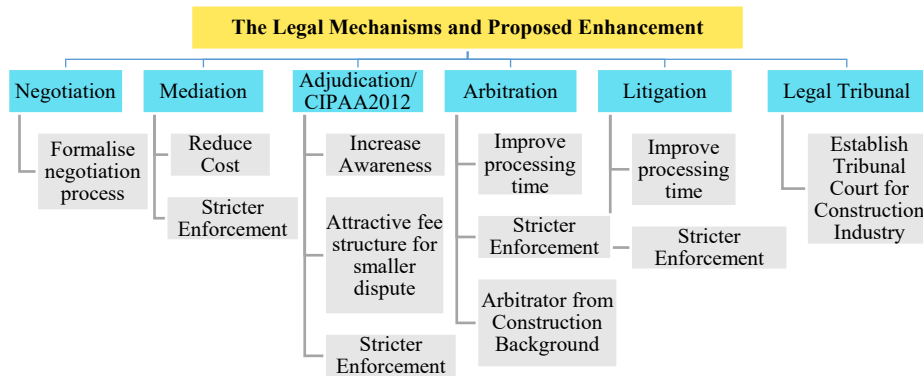 The Legal Mechanisms and Proposed Enhancement
Negotiation
Formalise
negotiation
process
Mediation
Reduce
Cost
Stricter
Enforcement
Adjudication/
CIPAA2012
Increase
Awareness
Attractive fee
structure for
smaller
dispute
Stricter
Enforcement
Arbitration
Improve
processing
time
Stricter
Enforcement
Arbitrator from
Construction
Background
Litigation
Improve
processing
time
Stricter
Enforcement
Legal Tribunal
Establish
Tribunal
Court for
Construction
Industry